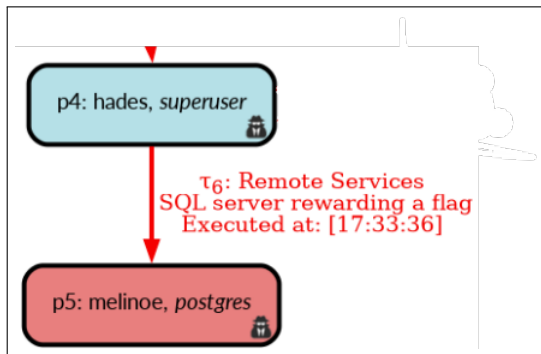 p4: hades, superuser
τ6: Remote Services
SQL server rewarding a flag
Executed at: [17:33:36]
p5: melinoe, postgres